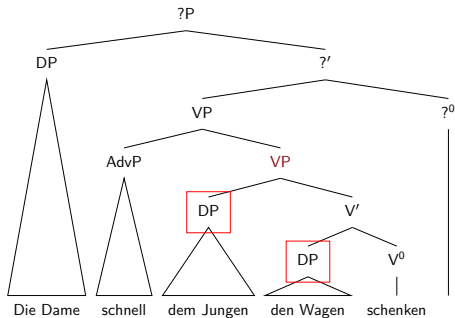 ?P
DP ?′
VP ?⁰
AdvP VP
DP V′
DP V⁰
Die Dame schnell dem Jungen den Wagen schenken